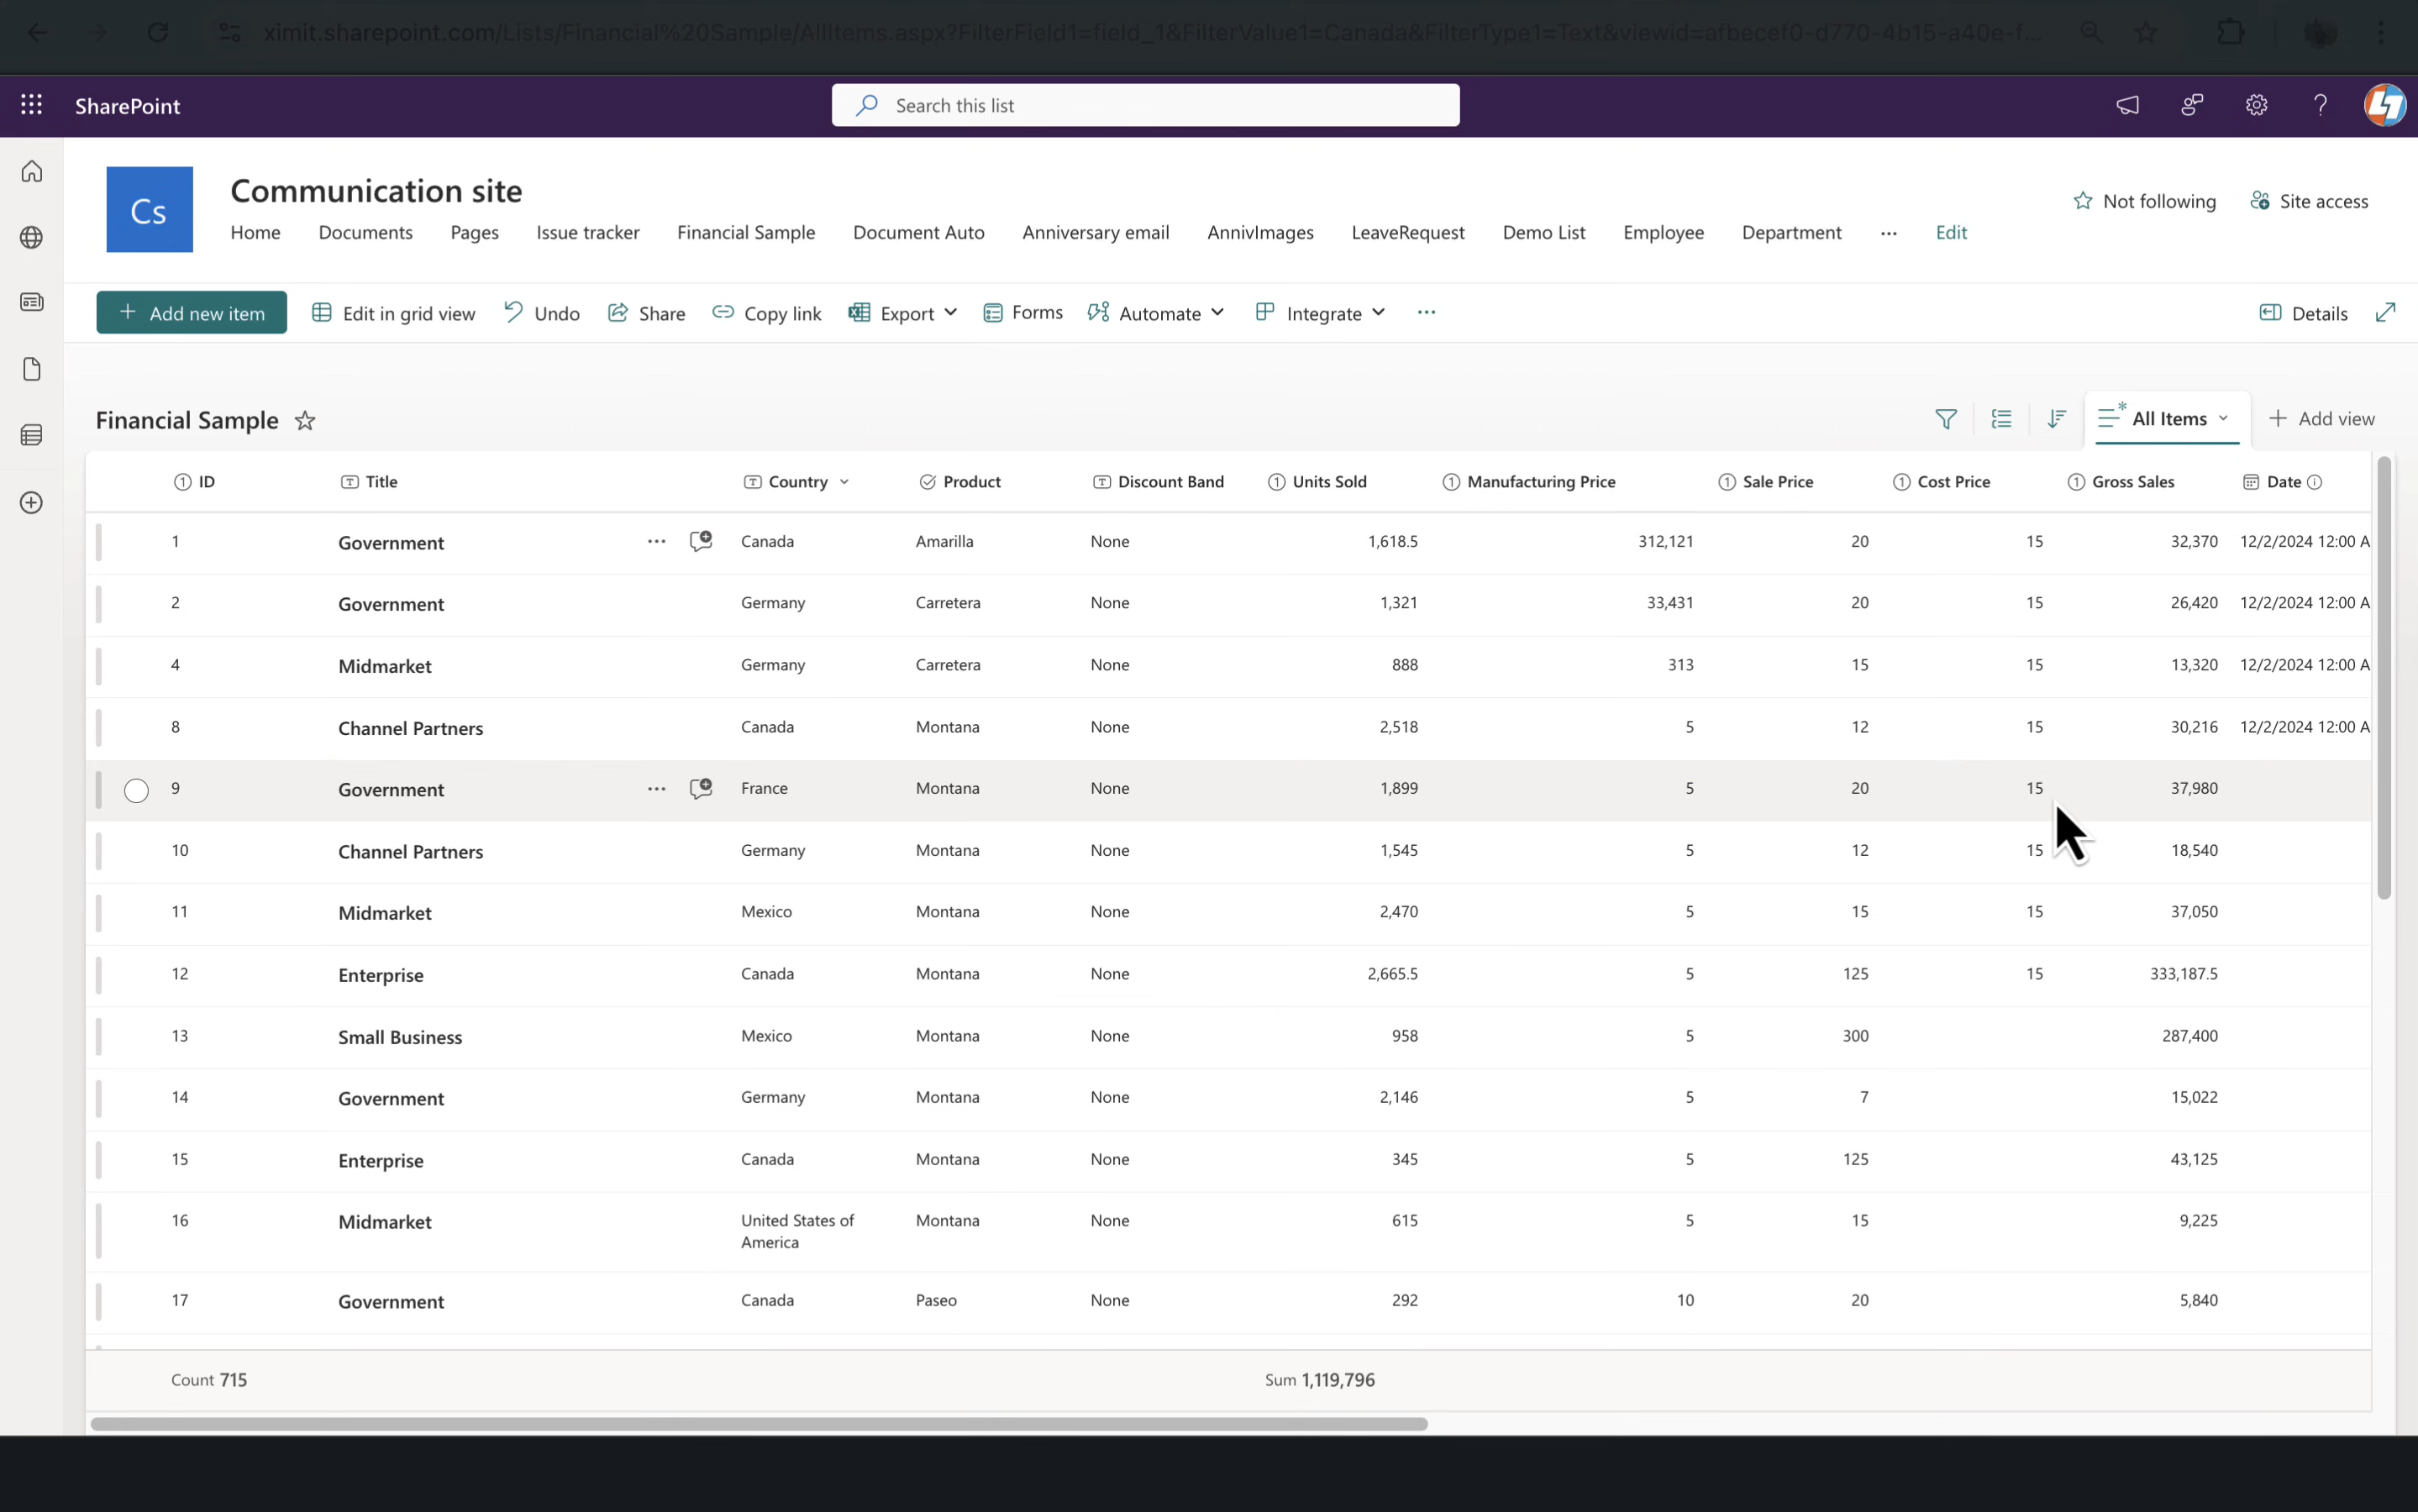 ximit.sharepoint.com/Lists/Financial%20Sample/AllItems.aspx?FilterField1=field_1&FilterValue1=Canada&FilterType1=Text&viewid=afbecef0-d770-4b15-a40e-f...
SharePoint Search this list
Cs Communication site Not following Site access
Home Documents Pages Issue tracker Financial Sample Document Auto Anniversary email AnnivImages LeaveRequest Demo List Employee Department ... Edit
+ Add new item Edit in grid view Undo Share Copy link Export Forms Automate Integrate ... Details
Financial Sample All Items + Add view
ID Title Country Product Discount Band Units Sold Manufacturing Price Sale Price Cost Price Gross Sales Date
1 Government ... Canada Amarilla None 1,618.5 312,121 20 15 32,370 12/2/2024 12:00 A
2 Government Germany Carretera None 1,321 33,431 20 15 26,420 12/2/2024 12:00 A
4 Midmarket Germany Carretera None 888 313 15 15 13,320 12/2/2024 12:00 A
8 Channel Partners Canada Montana None 2,518 5 12 15 30,216 12/2/2024 12:00 A
9 Government ... France Montana None 1,899 5 20 15 37,980
10 Channel Partners Germany Montana None 1,545 5 12 15 18,540
11 Midmarket Mexico Montana None 2,470 5 15 15 37,050
12 Enterprise Canada Montana None 2,665.5 5 125 15 333,187.5
13 Small Business Mexico Montana None 958 5 300 287,400
14 Government Germany Montana None 2,146 5 7 15,022
15 Enterprise Canada Montana None 345 5 125 43,125
16 Midmarket United States of Montana None 615 5 15 9,225
America
17 Government Canada Paseo None 292 10 20 5,840
Count 715 Sum 1,119,796